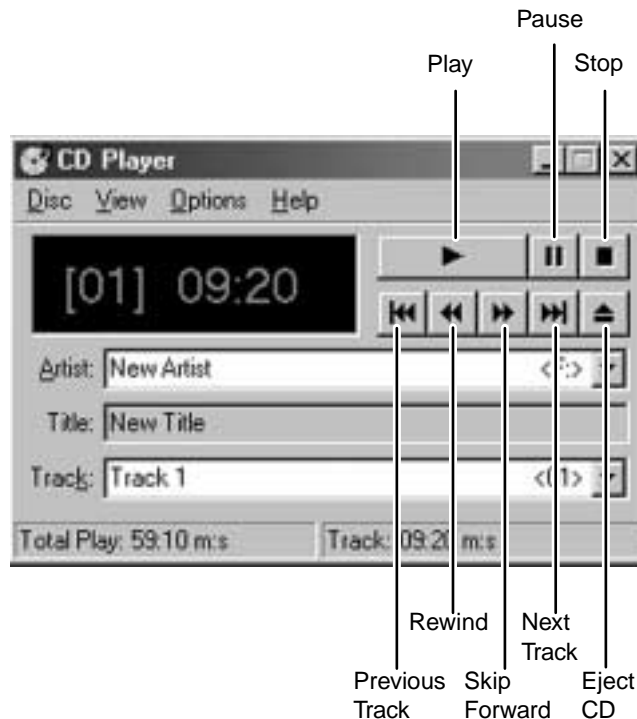 Pause
Play Stop
CD Player
Disc View Options Help
[01] 09:20
Artist: New Artist
Title: New Title
Track: Track 1 <01>
Total Play: 59:10 m:s Track: 09:20 m:s
Rewind Next
Track
Previous Skip Eject
Track Forward CD